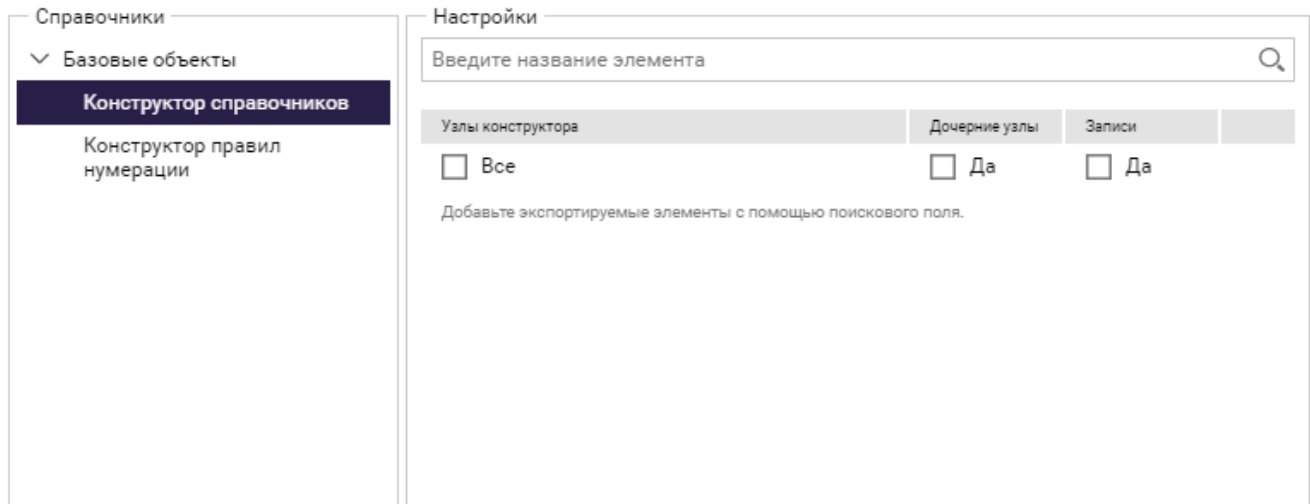 Справочники
Базовые объекты
Конструктор справочников
Конструктор правил
нумерации
Настройки
Введите название элемента
Узлы конструктора Дочерние узлы Записи
Все Да Да
Добавьте экспортируемые элементы с помощью поискового поля.